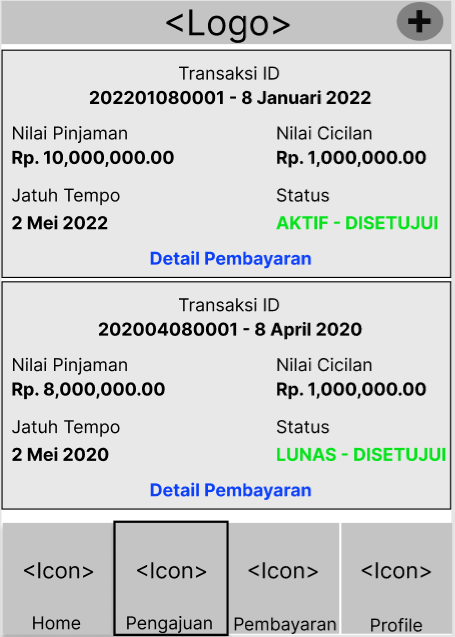 <Logo>
+
Transaksi ID
202201080001 - 8 Januari 2022
Nilai Pinjaman Nilai Cicilan
Rp. 10,000,000.00 Rp. 1,000,000.00
Jatuh Tempo Status
2 Mei 2022 AKTIF - DISETUJUI
Detail Pembayaran
Transaksi ID
202004080001 - 8 April 2020
Nilai Pinjaman Nilai Cicilan
Rp. 8,000,000.00 Rp. 1,000,000.00
Jatuh Tempo Status
2 Mei 2020 LUNAS - DISETUJUI
Detail Pembayaran
<Icon> <Icon> <Icon> <Icon>
Home Pengajuan Pembayaran Profile